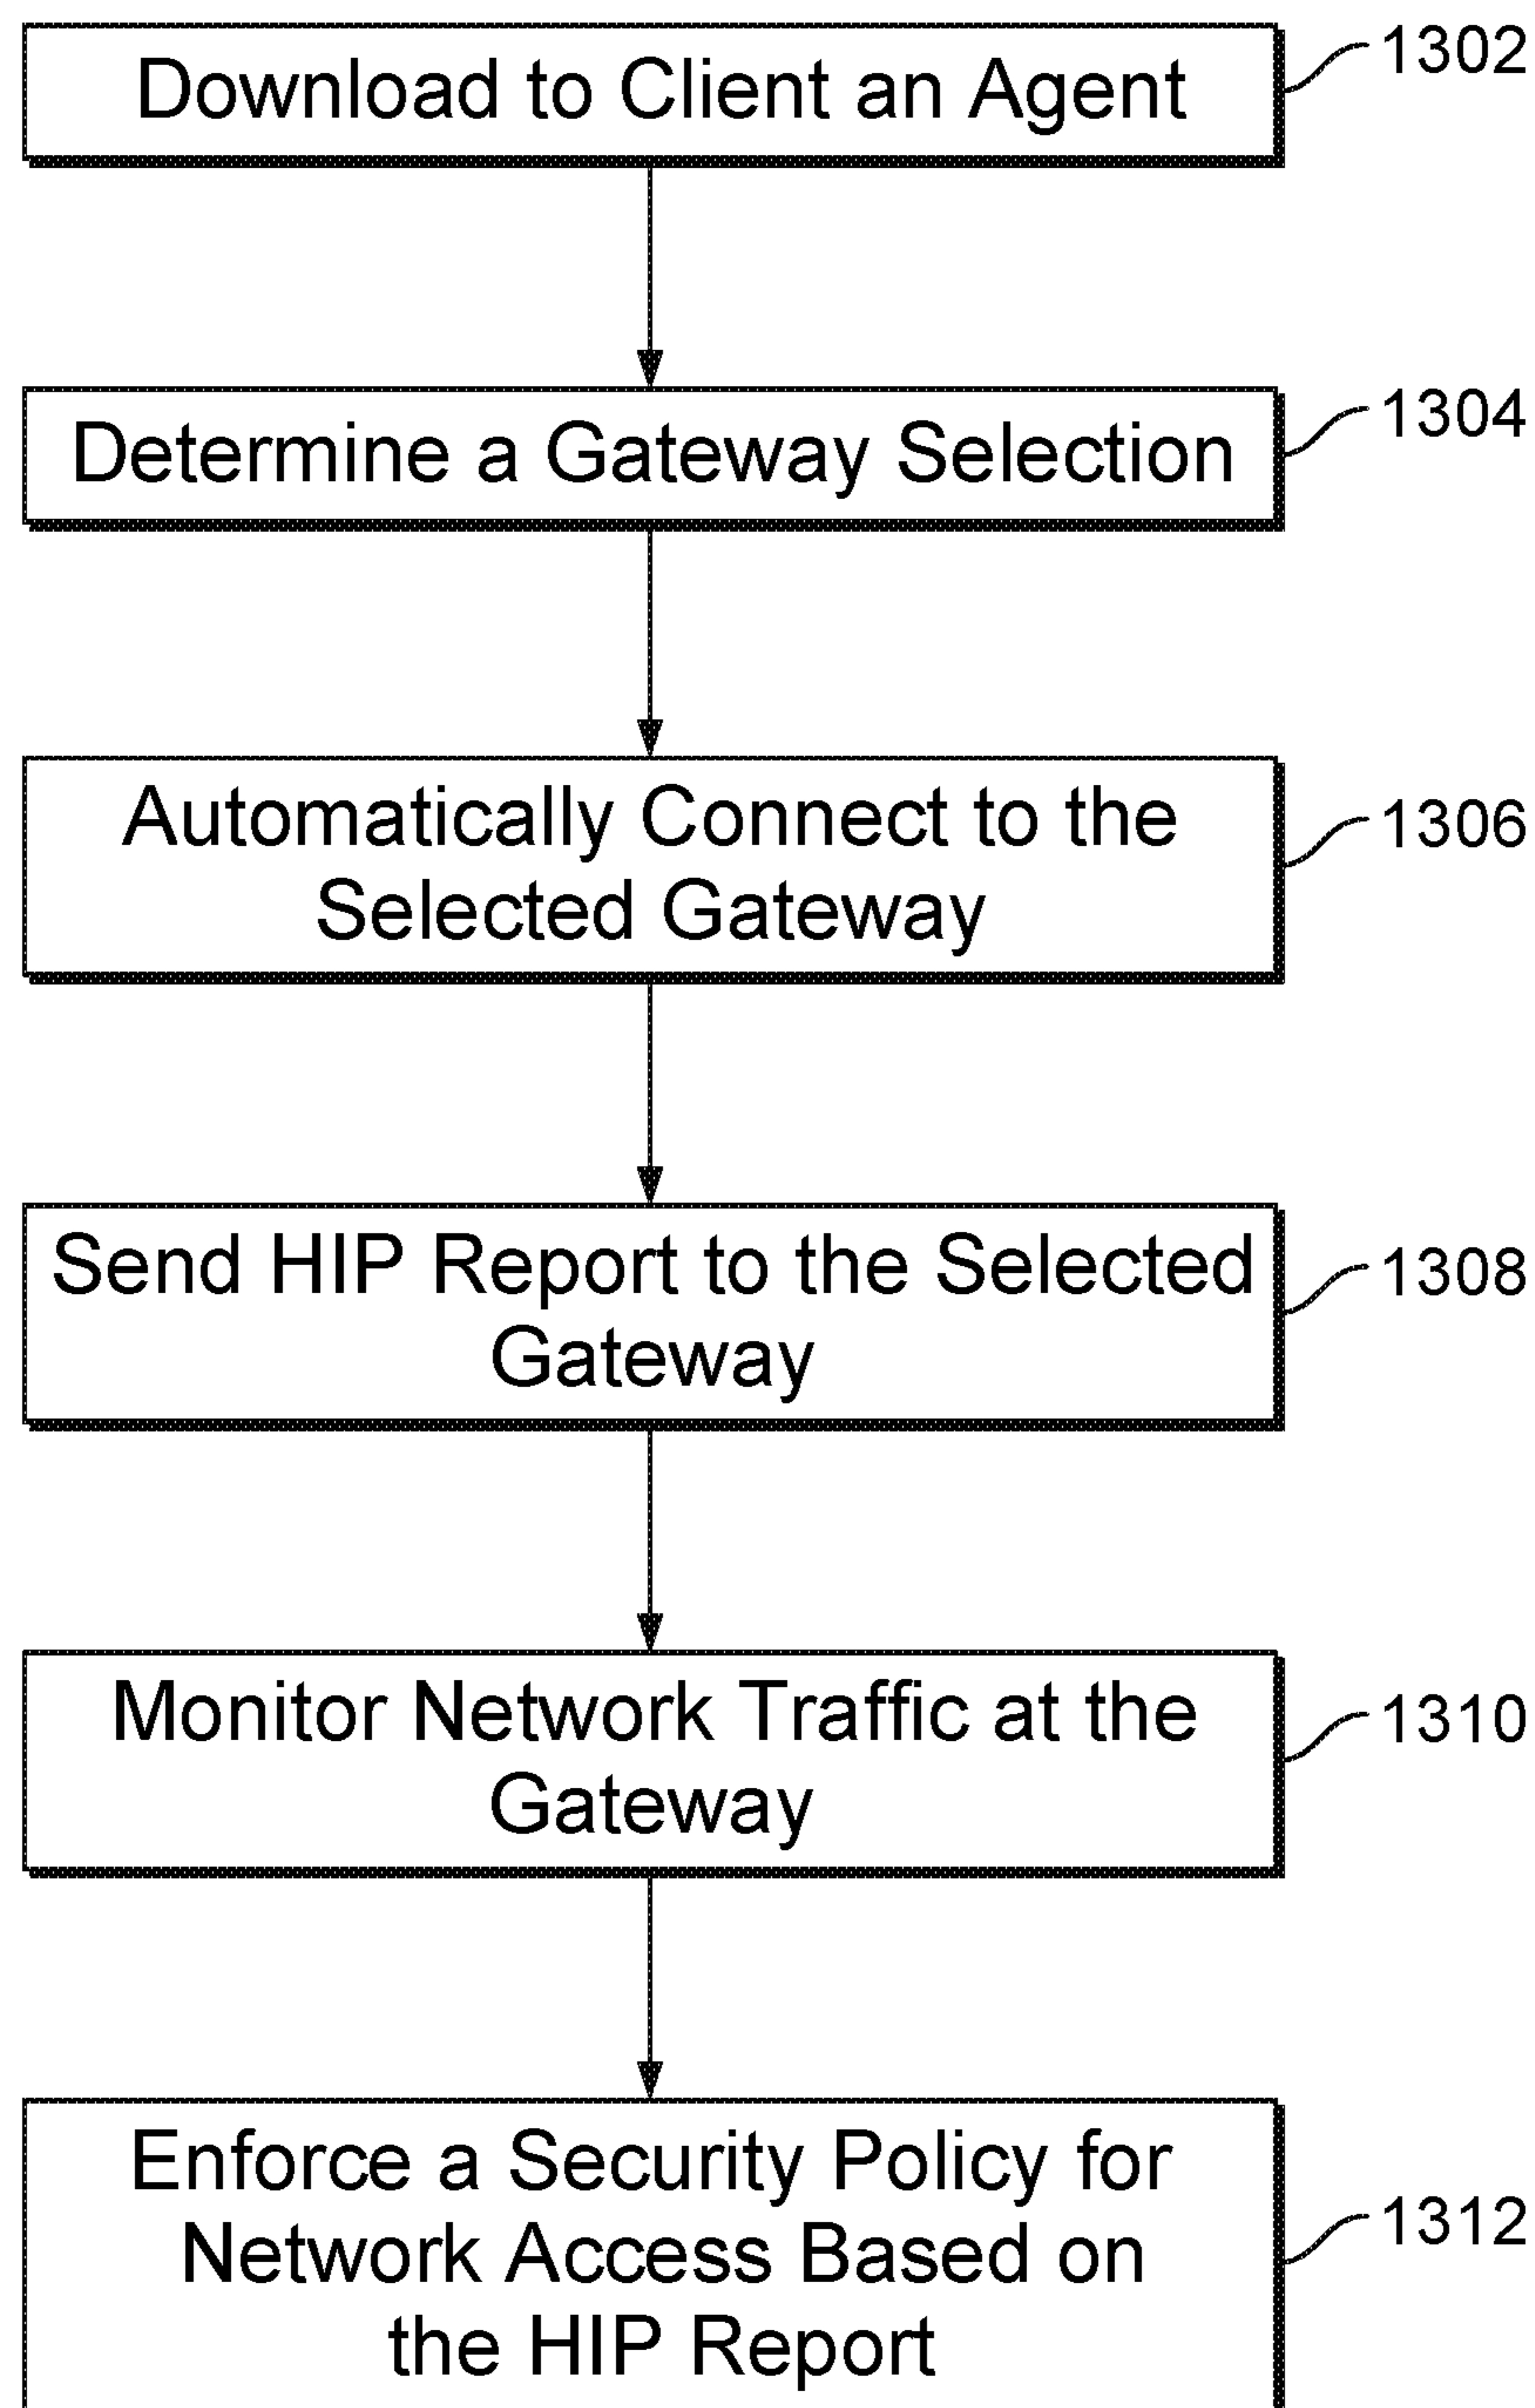 Download to Client an Agent
1302
Determine a Gateway Selection
1304
Automatically Connect to the
Selected Gateway
1306
Send HIP Report to the Selected
Gateway
1308
Monitor Network Traffic at the
Gateway
1310
Enforce a Security Policy for
Network Access Based on
the HIP Report
1312